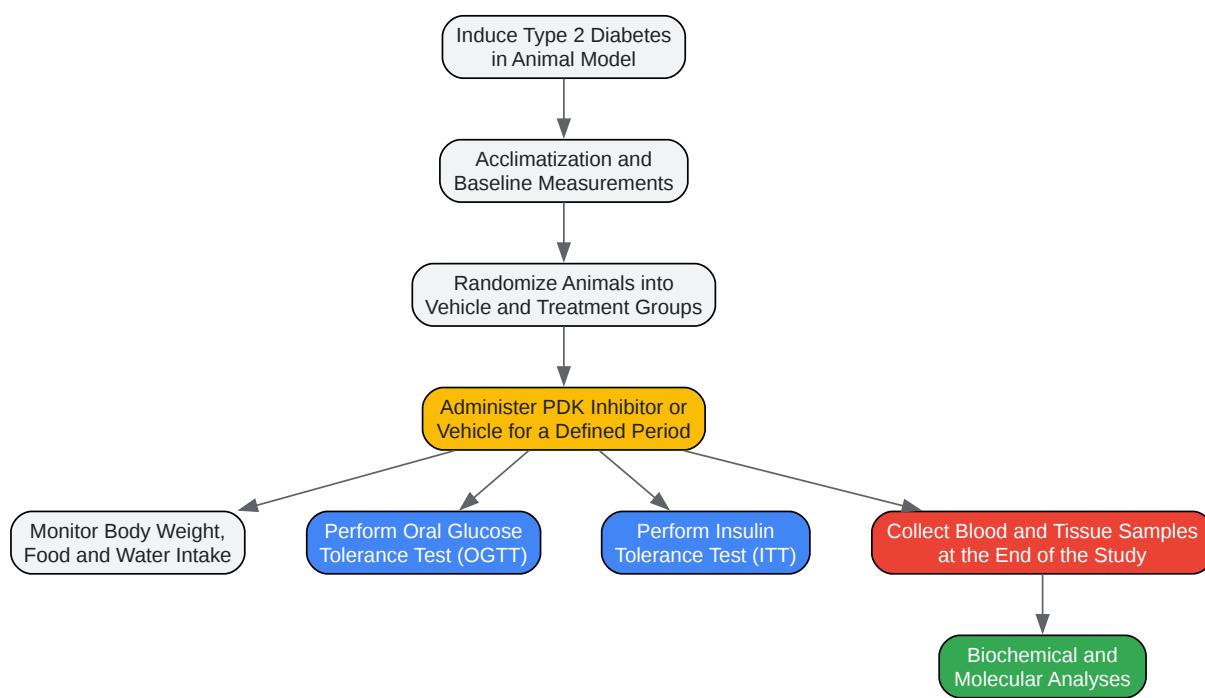 Induce Type 2 Diabetes
in Animal Model
Acclimatization and
Baseline Measurements
Randomize Animals into
Vehicle and Treatment Groups
Administer PDK Inhibitor or
Vehicle for a Defined Period
Monitor Body Weight,
Food and Water Intake
Perform Oral Glucose
Tolerance Test (OGTT)
Perform Insulin
Tolerance Test (ITT)
Collect Blood and Tissue Samples
at the End of the Study
Biochemical and
Molecular Analyses